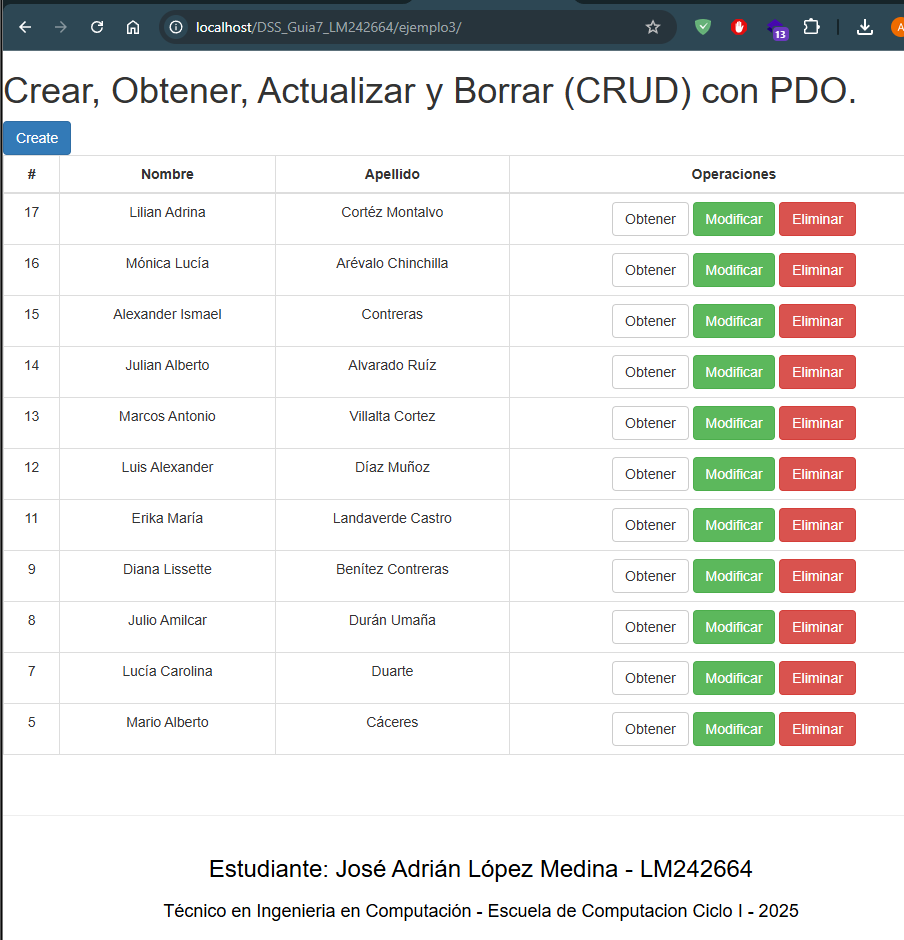 localhost/DSS_Guia7_LM242664/ejemplo3/
13
A
Crear, Obtener, Actualizar y Borrar (CRUD) con PDO.
Create
# Nombre Apellido Operaciones
17 Lilian Adrina Cortéz Montalvo Obtener Modificar Eliminar
16 Mónica Lucía Arévalo Chinchilla Obtener Modificar Eliminar
15 Alexander Ismael Contreras Obtener Modificar Eliminar
14 Julian Alberto Alvarado Ruíz Obtener Modificar Eliminar
13 Marcos Antonio Villalta Cortez Obtener Modificar Eliminar
12 Luis Alexander Díaz Muñoz Obtener Modificar Eliminar
11 Erika María Landaverde Castro Obtener Modificar Eliminar
9 Diana Lissette Benítez Contreras Obtener Modificar Eliminar
8 Julio Amilcar Durán Umaña Obtener Modificar Eliminar
7 Lucía Carolina Duarte Obtener Modificar Eliminar
5 Mario Alberto Cáceres Obtener Modificar Eliminar
Estudiante: José Adrián López Medina - LM242664
Técnico en Ingenieria en Computación - Escuela de Computacion Ciclo I - 2025